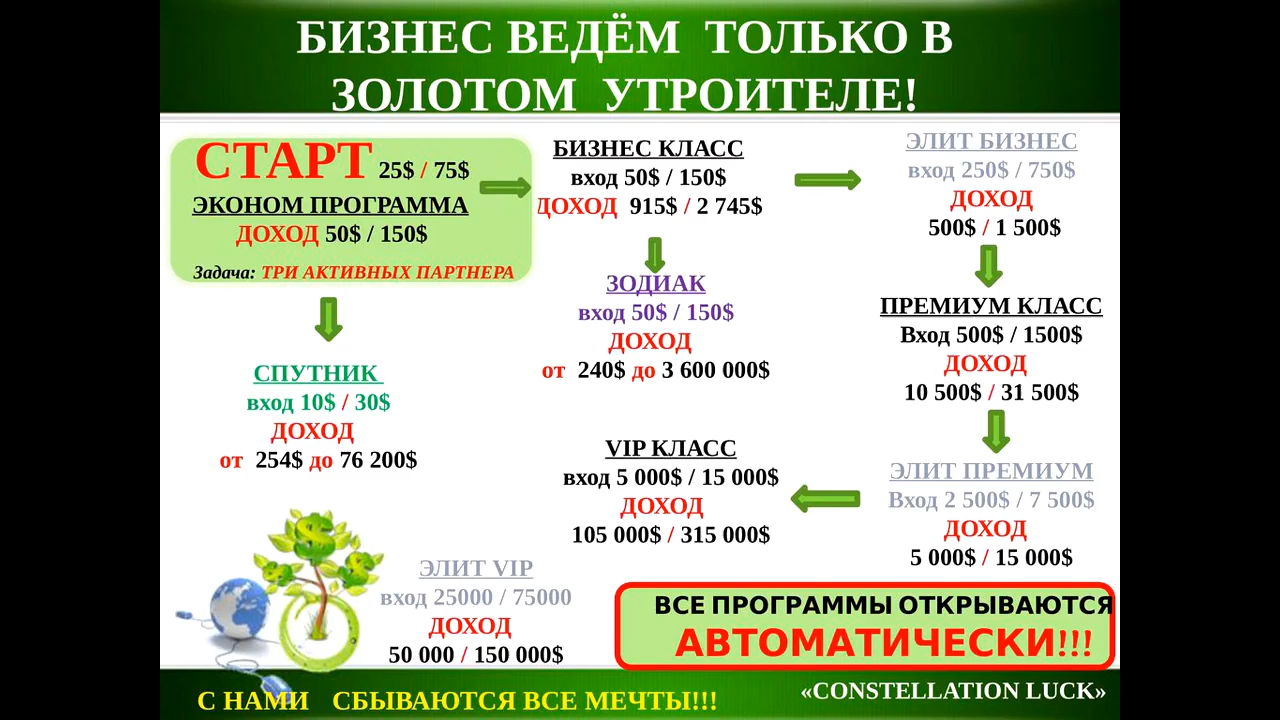 БИЗНЕС ВЕДЁМ ТОЛЬКО В
ЗОЛОТОМ УТРОИТЕЛЕ!
СТАРТ 25$ / 75$
ЭКОНОМ ПРОГРАММА
ДОХОД 50$ / 150$
Задача: ТРИ АКТИВНЫХ ПАРТНЕРА
СПУТНИК
вход 10$ / 30$
ДОХОД
от 254$ до 76 200$
БИЗНЕС КЛАСС
вход 50$ / 150$
ДОХОД 915$ / 2 745$
ЗОДИАК
вход 50$ / 150$
ДОХОД
от 240$ до 3 600 000$
ЭЛИТ БИЗНЕС
вход 250$ / 750$
ДОХОД
500$ / 1 500$
ПРЕМИУМ КЛАСС
Вход 500$ / 1500$
ДОХОД
10 500$ / 31 500$
ЭЛИТ ПРЕМИУМ
Вход 2 500$ / 7 500$
ДОХОД
5 000$ / 15 000$
VIP КЛАСС
вход 5 000$ / 15 000$
ДОХОД
105 000$ / 315 000$
ЭЛИТ VIP
вход 25000 / 75000
ДОХОД
50 000 / 150 000$
ВСЕ ПРОГРАММЫ ОТКРЫВАЮТСЯ
АВТОМАТИЧЕСКИ!!!
С НАМИ СБЫВАЮТСЯ ВСЕ МЕЧТЫ!!!
«CONSTELLATION LUCK»